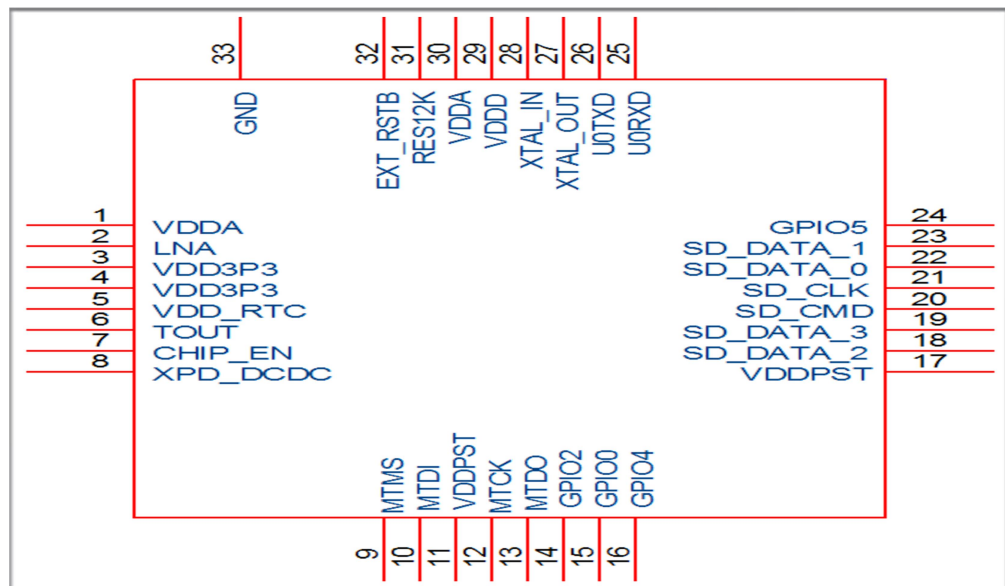 33
32
31
30
29
28
27
26
25
GND
EXT_RSTB
RES12K
VDDA
VDDD
XTAL_IN
XTAL_OUT
U0TXD
U0RXD
1 VDDA
2 LNA
3 VDD3P3
4 VDD3P3
5 VDD_RTC
6 TOUT
7 CHIP_EN
8 XPD_DCDC
GPIO5 24
SD_DATA_1 23
SD_DATA_0 22
SD_CLK 21
SD_CMD 20
SD_DATA_3 19
SD_DATA_2 18
VDDPST 17
MTMS
MTDI
VDDPST
MTCK
MTDO
GPIO2
GPIO0
GPIO4
9
10
11
12
13
14
15
16